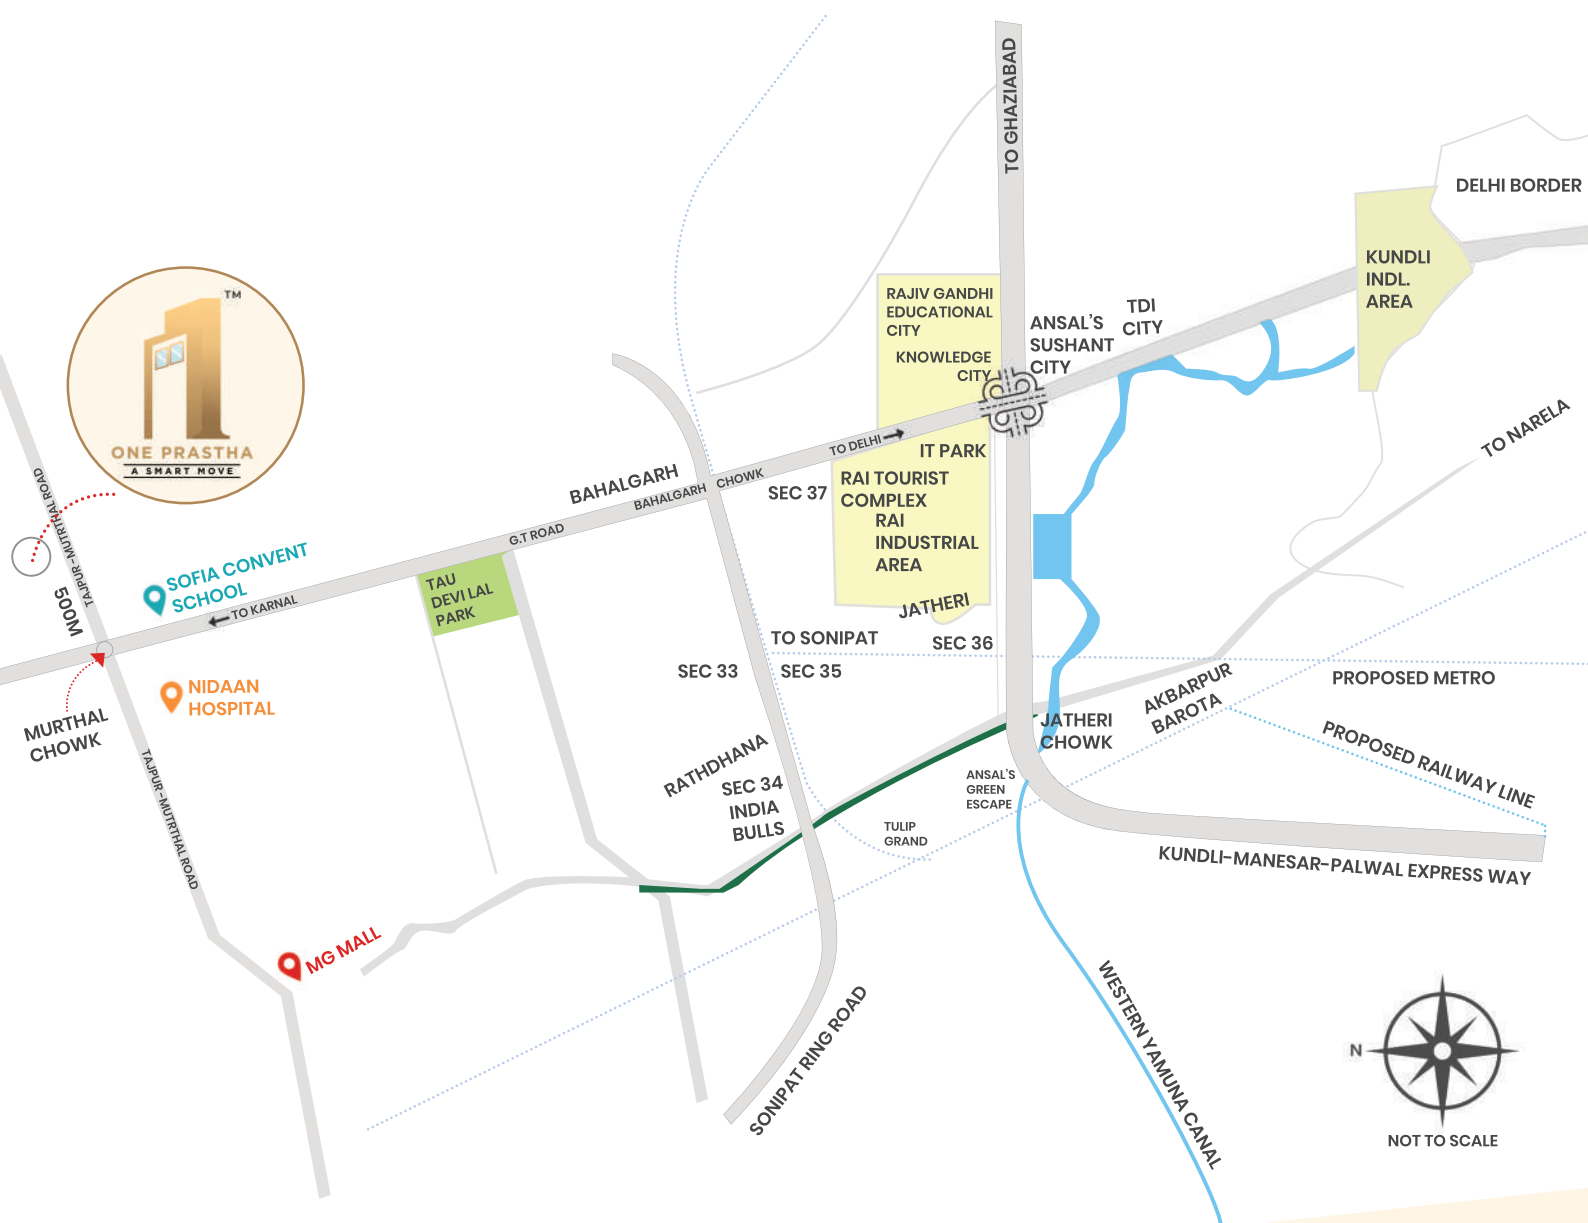 TO GHAZIABAD
DELHI BORDER
KUNDLI
INDL.
AREA
TM
RAJIV GANDHI
EDUCATIONAL
CITY
KNOWLEDGE
CITY
ANSAL'S
SUSHANT
CITY
TDI
CITY
ONE PRASTHA
A SMART MOVE
TO NARELA
TO DELHI
IT PARK
BAHALGARH
BAHALGARH CHOWK
SEC 37
RAI TOURIST
COMPLEX
RAI
INDUSTRIAL
AREA
JATHERI
G.T ROAD
TAJPUR-MUTRTHAL ROAD
500M
SOFIA CONVENT
SCHOOL
TO KARNAL
TAU
DEVI LAL
PARK
TO SONIPAT
SEC 36
SEC 33
SEC 35
NIDAAN
HOSPITAL
MURTHAL
CHOWK
PROPOSED METRO
AKBARPUR
BAROTA
JATHERI
CHOWK
PROPOSED RAILWAY LINE
RATHDHANA
SEC 34
INDIA
BULLS
ANSAL'S
GREEN
ESCAPE
TULIP
GRAND
TAJPUR-MUTRTHAL ROAD
KUNDLI-MANESAR-PALWAL EXPRESS WAY
MG MALL
SONIPAT RING ROAD
WESTERN YAMUNA CANAL
N
NOT TO SCALE